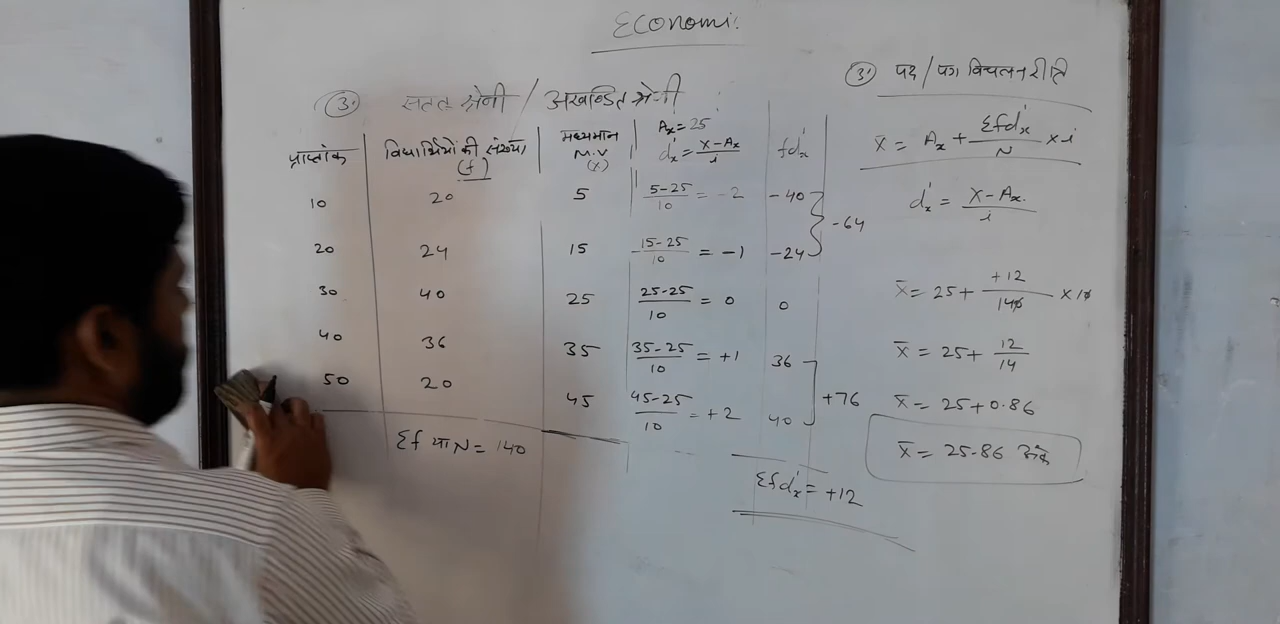 Economi.
③ सतत श्रेणी / अखण्डित श्रेणी
प्राप्तांक विद्यार्थियों की संख्या (f) मध्यमान M.V (X) Ax = 25 d'x = X-Ax/i fd'x
10 20 5 5-25/10 = -2 -40
20 24 15 15-25/10 = -1 -24
-64
30 40 25 25-25/10 = 0 0
40 36 35 35-25/10 = +1 36
50 20 45 45-25/10 = +2 40
+76
Σf या N = 140
Σfd'x = +12
③ पद / पग विचलन रीति
X̄ = Ax + Σfd'x/N × i
d'x = X-Ax/i
X̄ = 25 + +12/140 × 10
X̄ = 25 + 12/14
X̄ = 25 + 0.86
X̄ = 25.86 अंक